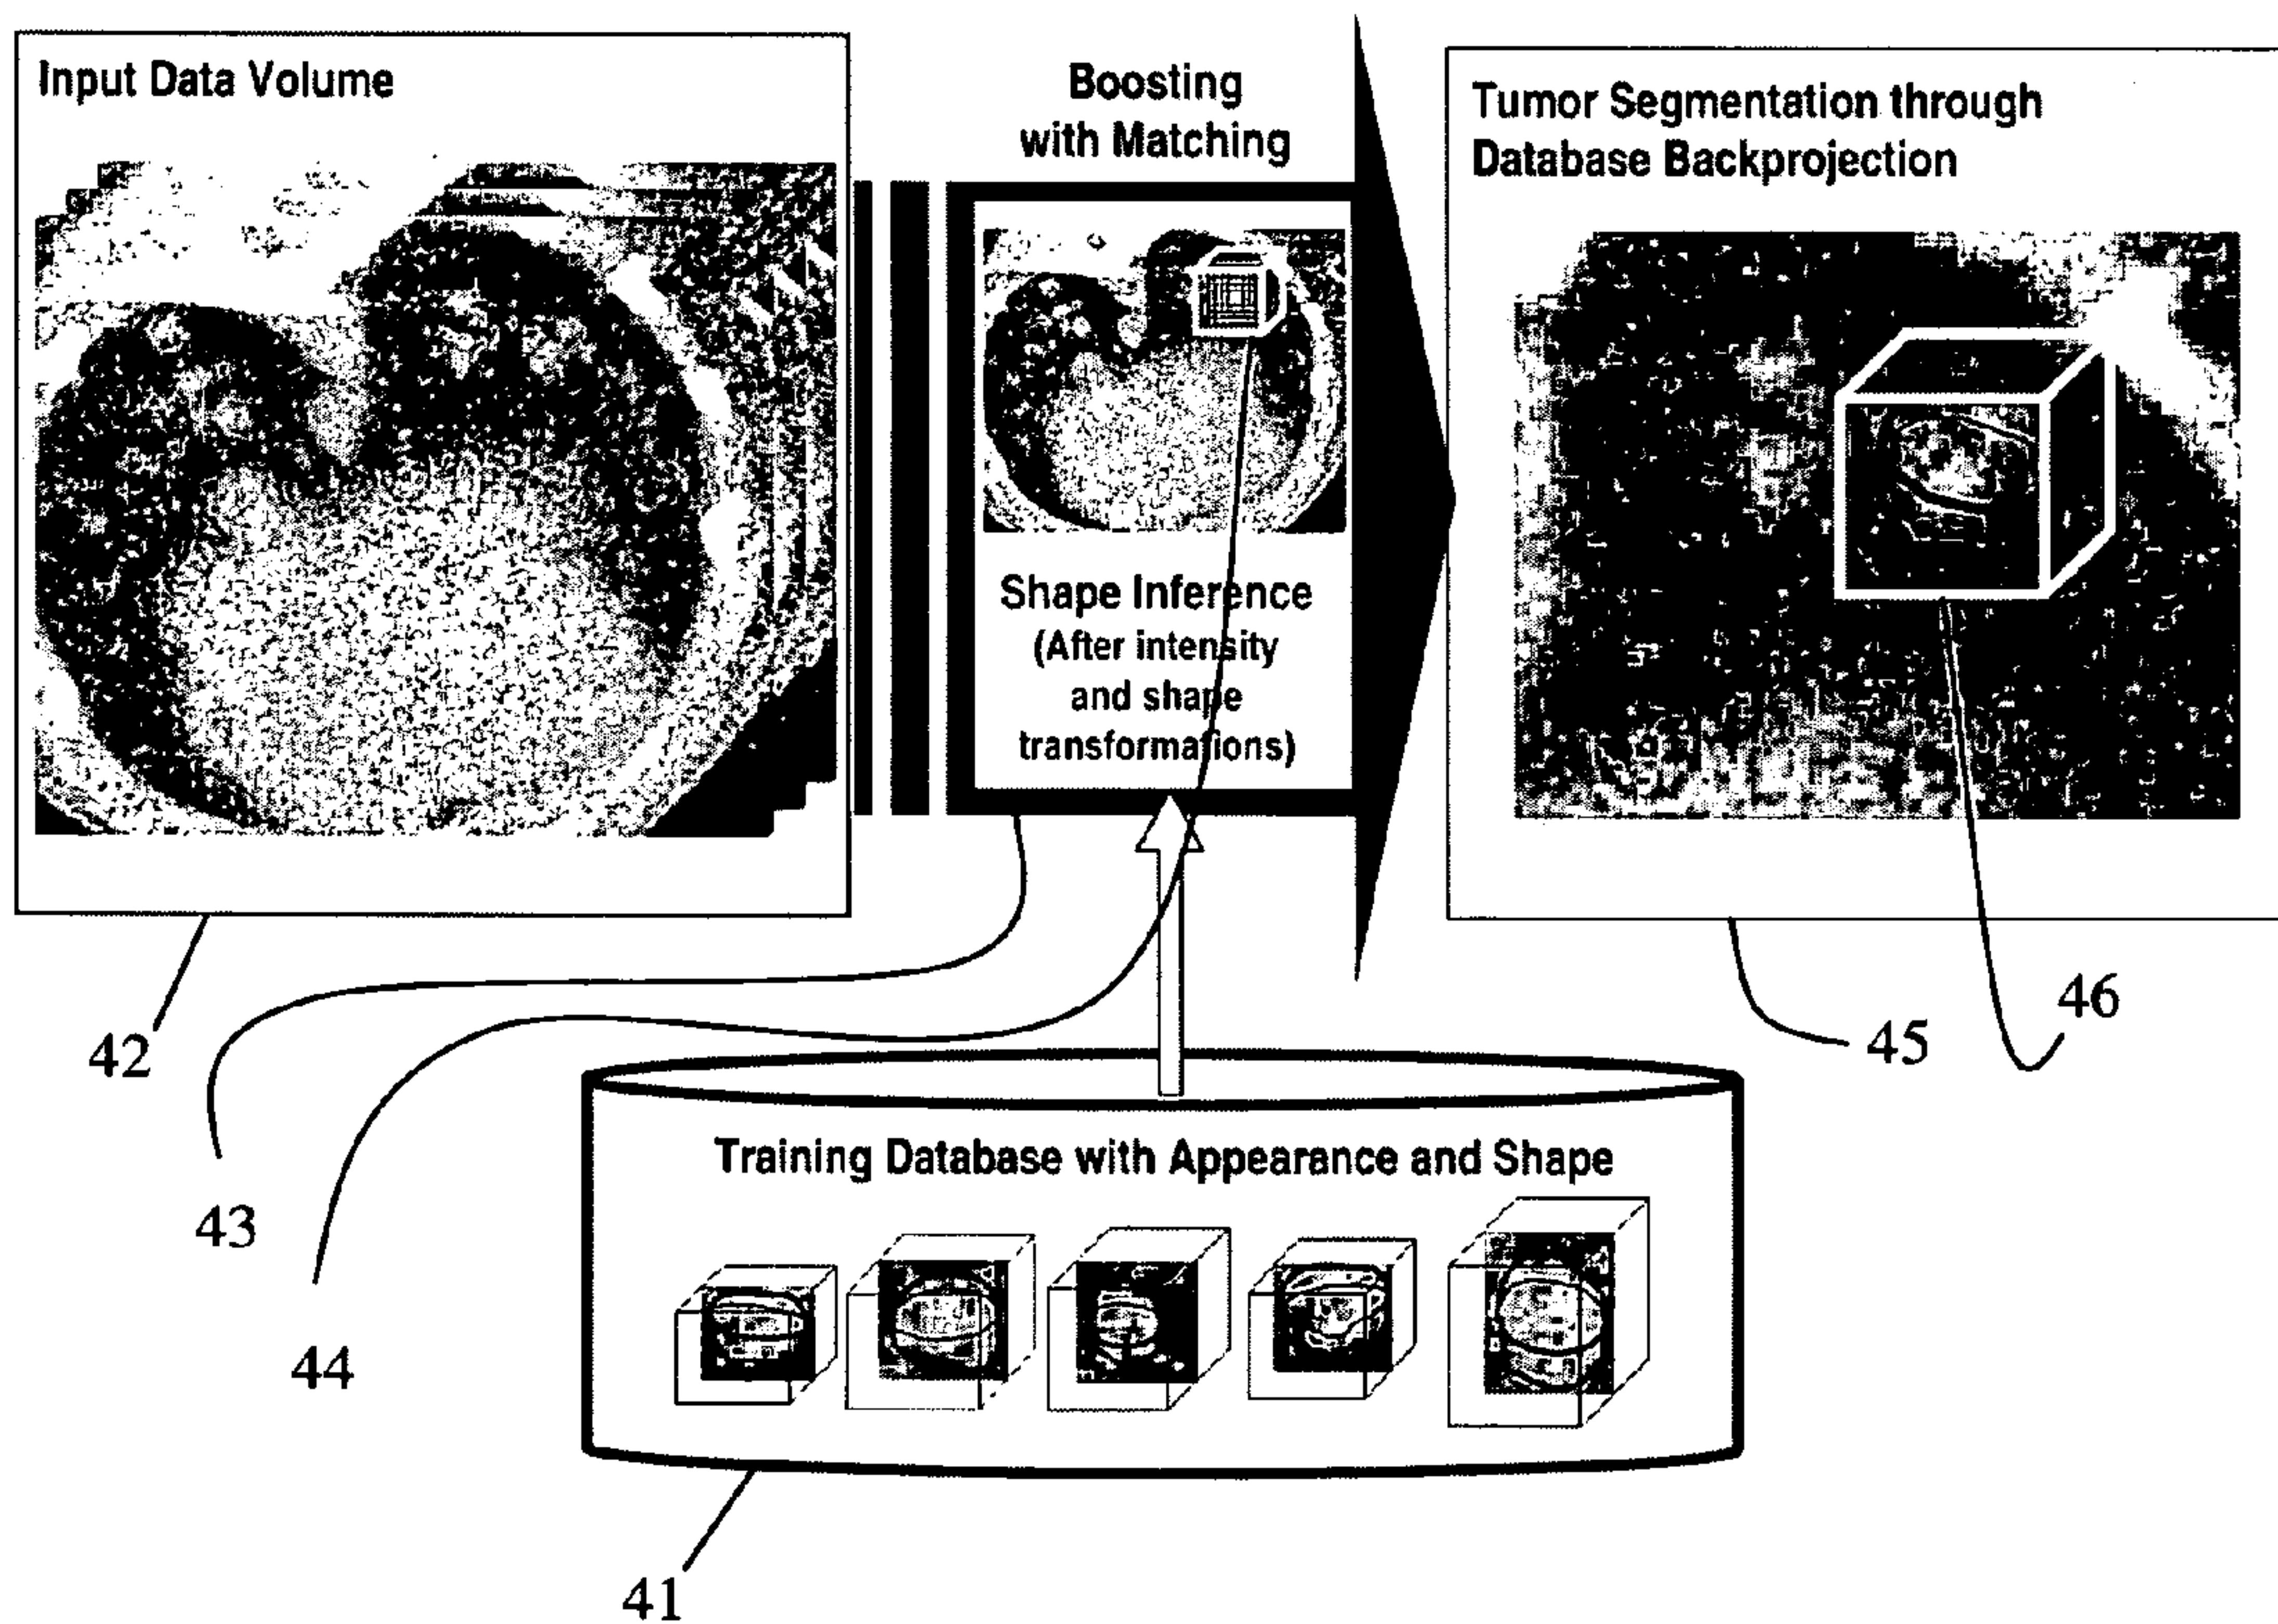 Input Data Volume
Boosting
with Matching
Tumor Segmentation through
Database Backprojection
Shape Inference
(After intensity
and shape
transformations)
42
43
44
45
46
Training Database with Appearance and Shape
41